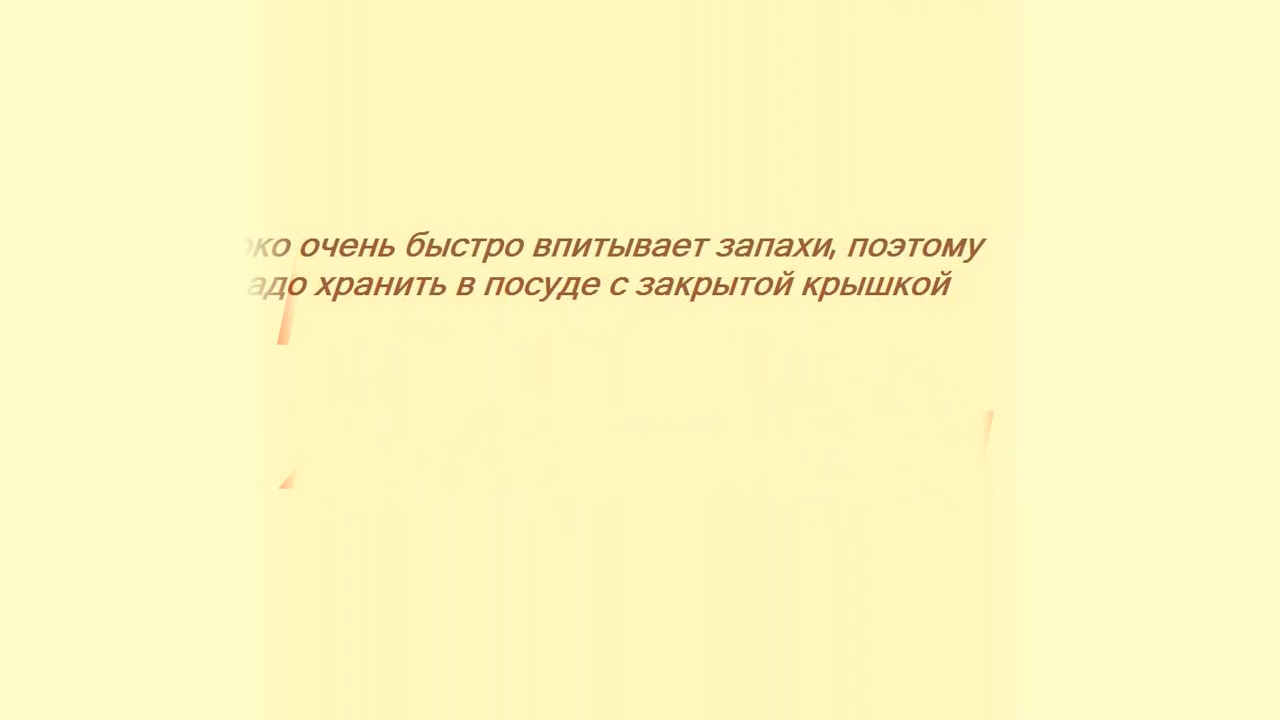 очень быстро впитывает запахи, поэтому
хранить в посуде с закрытой крышкой